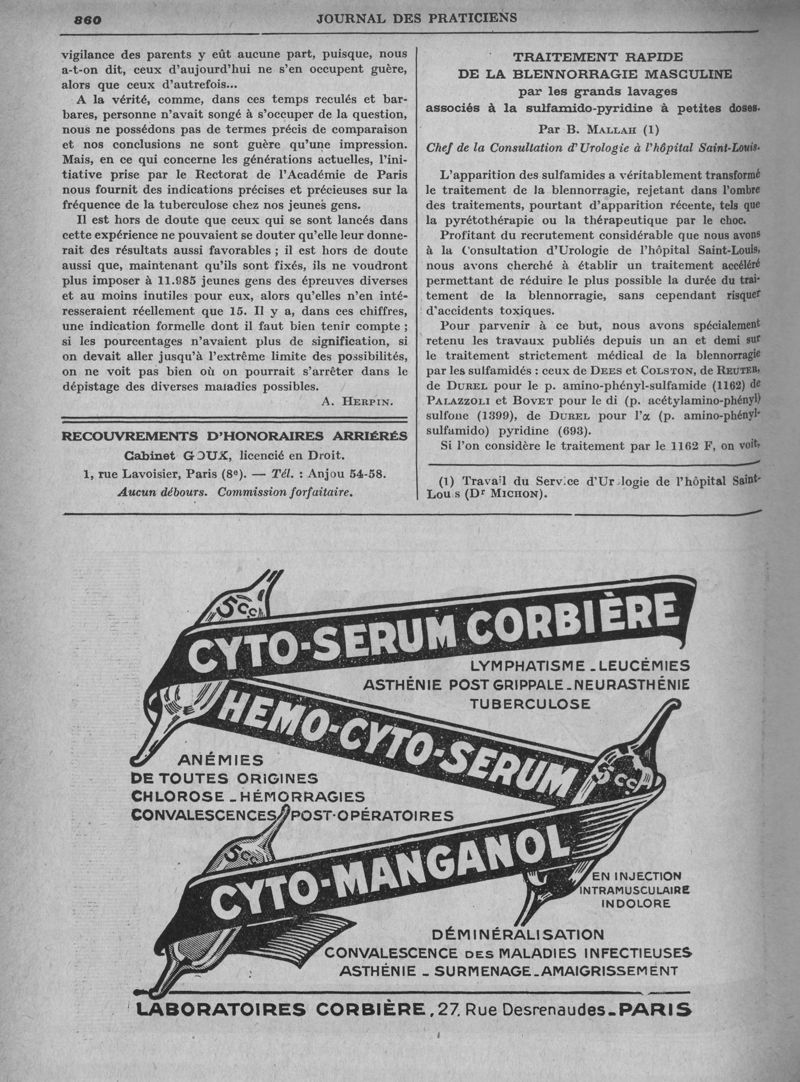 860
JOURNAL DES PRATICIENS
vigilance des parents y eût aucune part, puisque, nous
a-t-on dit, ceux d'aujourd'hui ne s'en occupent guère,
alors que ceux d'autrefois...
A la vérité, comme, dans ces temps reculés et bar-
bares, personne n'avait songé à s'occuper de la question,
nous ne possédons pas de termes précis de comparaison
et nos conclusions ne sont guère qu'une impression.
Mais, en ce qui concerne les générations actuelles, l'ini-
tiative prise par le Rectorat de l'Académie de Paris
nous fournit des indications précises et précieuses sur la
fréquence de la tuberculose chez nos jeunes gens.
Il est hors de doute que ceux qui se sont lancés dans
cette expérience ne pouvaient se douter qu'elle leur donne-
rait des résultats aussi favorables ; il est hors de doute
aussi que, maintenant qu'ils sont fixés, ils ne voudront
plus imposer à 11.985 jeunes gens des épreuves diverses
et au moins inutiles pour eux, alors qu'elles n'en inté-
resseraient réellement que 15. Il y a, dans ces chiffres,
une indication formelle dont il faut bien tenir compte ;
si les pourcentages n'avaient plus de signification, si
on devait aller jusqu'à l'extrême limite des possibilités,
on ne voit pas bien où on pourrait s'arrêter dans le
dépistage des diverses maladies possibles.
A. HERPIN.
RECOUVREMENTS D'HONORAIRES ARRIÉRÉS
Cabinet GOUX, licencié en Droit.
1, rue Lavoisier, Paris (8e). — Tél. : Anjou 54-58.
Aucun débours. Commission forfaitaire.
TRAITEMENT RAPIDE
DE LA BLENNORRAGIE MASCULINE
par les grands lavages
associés à la sulfamido-pyridine à petites doses.
Par B. MALLAH (1)
Chef de la Consultation d'Urologie à l'hôpital Saint-Louis.
L'apparition des sulfamides a véritablement transformé
le traitement de la blennorragie, rejetant dans l'ombre
des traitements, pourtant d'apparition récente, tels que
la pyrétothérapie ou la thérapeutique par le choc.
Profitant du recrutement considérable que nous avons
à la Consultation d'Urologie de l'hôpital Saint-Louis,
nous avons cherché à établir un traitement accéléré
permettant de réduire le plus possible la durée du trai-
tement de la blennorragie, sans cependant risquer
d'accidents toxiques.
Pour parvenir à ce but, nous avons spécialement
retenu les travaux publiés depuis un an et demi sur
le traitement strictement médical de la blennorragie
par les sulfamidés : ceux de DEES et COLSTON, de REUTER,
de DUREL pour le p. amino-phényl-sulfamide (1162) de
PALAZZOLI et BOVET pour le di (p. acétylamino-phényl)
sulfone (1399), de DUREL pour l'α (p. amino-phényl-
sulfamido) pyridine (693).
Si l'on considère le traitement par le 1162 F, on voit,
(1) Travail du Service d'Urologie de l'hôpital Saint-
Louis (Dr MICHON).
5cc.
CYTO-SERUM CORBIÈRE
LYMPHATISME - LEUCÉMIES
ASTHÉNIE POST GRIPPALE - NEURASTHÉNIE
TUBERCULOSE
HEMO-CYTO-SERUM
5cc.
ANÉMIES
DE TOUTES ORIGINES
CHLOROSE - HÉMORRAGIES
CONVALESCENCES POST-OPÉRATOIRES
5cc
CYTO-MANGANOL
EN INJECTION
INTRAMUSCULAIRE
INDOLORE
DÉMINÉRALISATION
CONVALESCENCE DES MALADIES INFECTIEUSES
ASTHÉNIE - SURMENAGE - AMAIGRISSEMENT
LABORATOIRES CORBIÈRE, 27, Rue Desrenaudes - PARIS